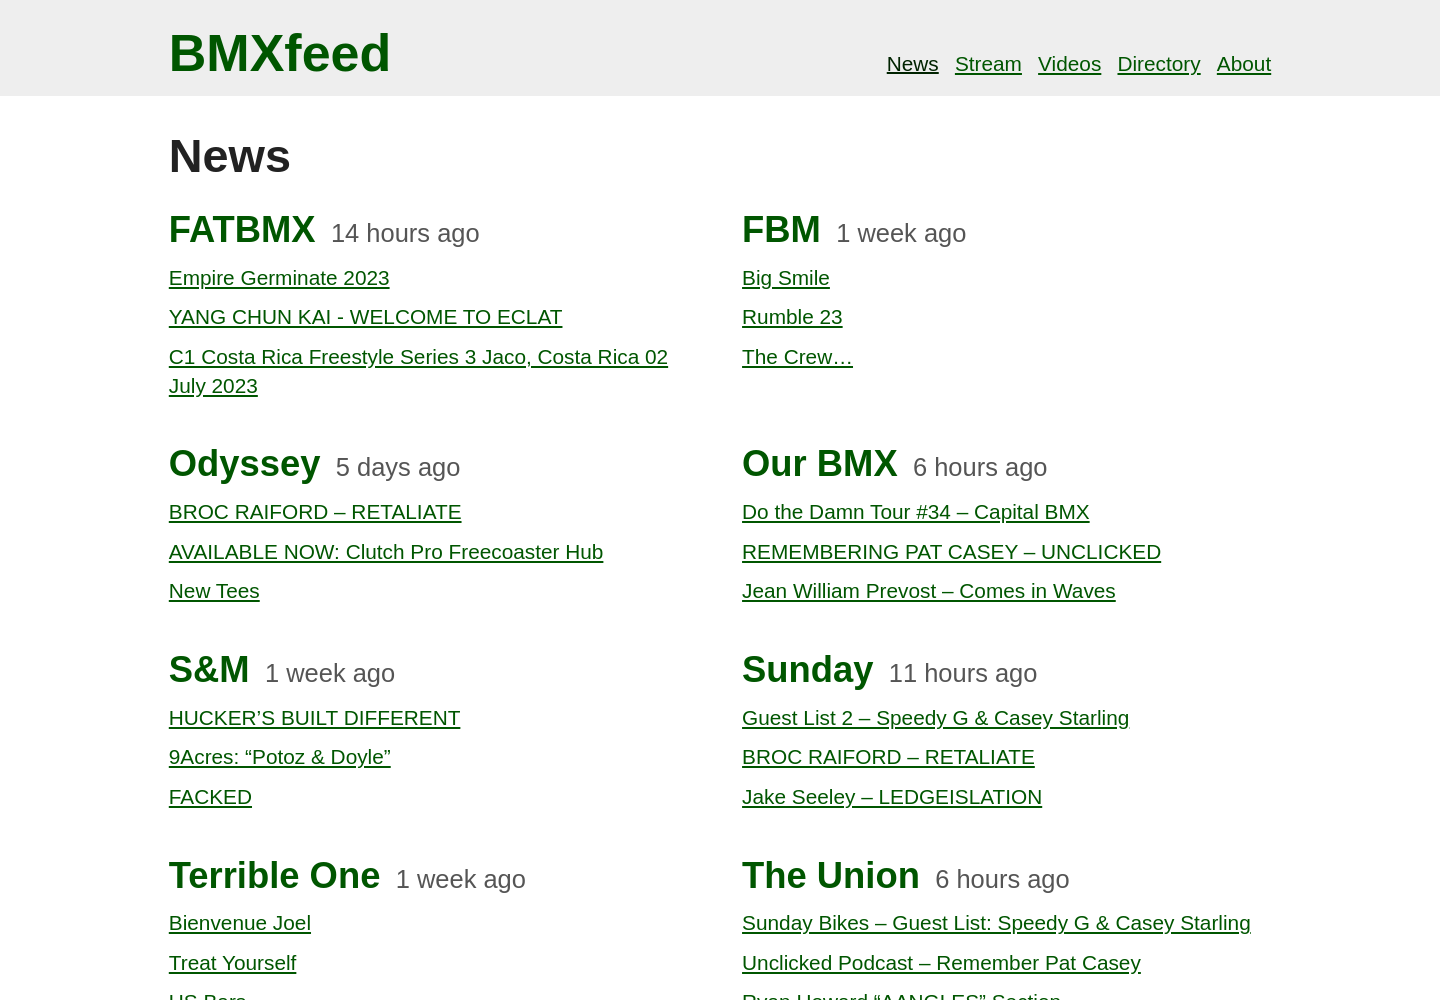 BMXfeed
News Stream Videos Directory About
News
FATBMX 14 hours ago
Empire Germinate 2023
YANG CHUN KAI - WELCOME TO ECLAT
C1 Costa Rica Freestyle Series 3 Jaco, Costa Rica 02
July 2023
FBM 1 week ago
Big Smile
Rumble 23
The Crew…
Odyssey 5 days ago
BROC RAIFORD – RETALIATE
AVAILABLE NOW: Clutch Pro Freecoaster Hub
New Tees
Our BMX 6 hours ago
Do the Damn Tour #34 – Capital BMX
REMEMBERING PAT CASEY – UNCLICKED
Jean William Prevost – Comes in Waves
S&M 1 week ago
HUCKER’S BUILT DIFFERENT
9Acres: “Potoz & Doyle”
FACKED
Sunday 11 hours ago
Guest List 2 – Speedy G & Casey Starling
BROC RAIFORD – RETALIATE
Jake Seeley – LEDGEISLATION
Terrible One 1 week ago
Bienvenue Joel
Treat Yourself
US Bars
The Union 6 hours ago
Sunday Bikes – Guest List: Speedy G & Casey Starling
Unclicked Podcast – Remember Pat Casey
Ryan Howard “AANGLES” Section